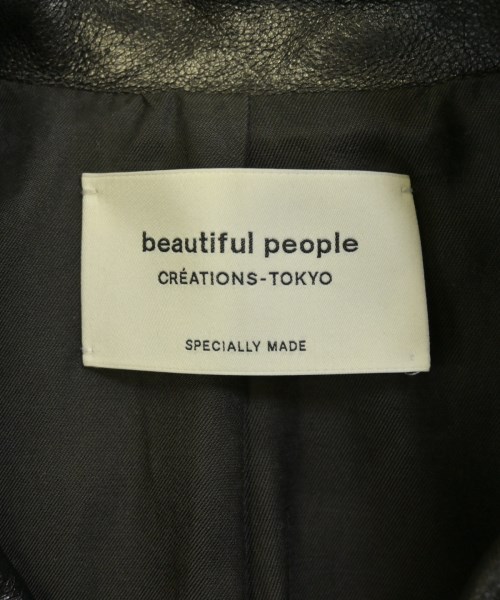 beautiful people
CRÉATIONS-TOKYO
SPECIALLY MADE